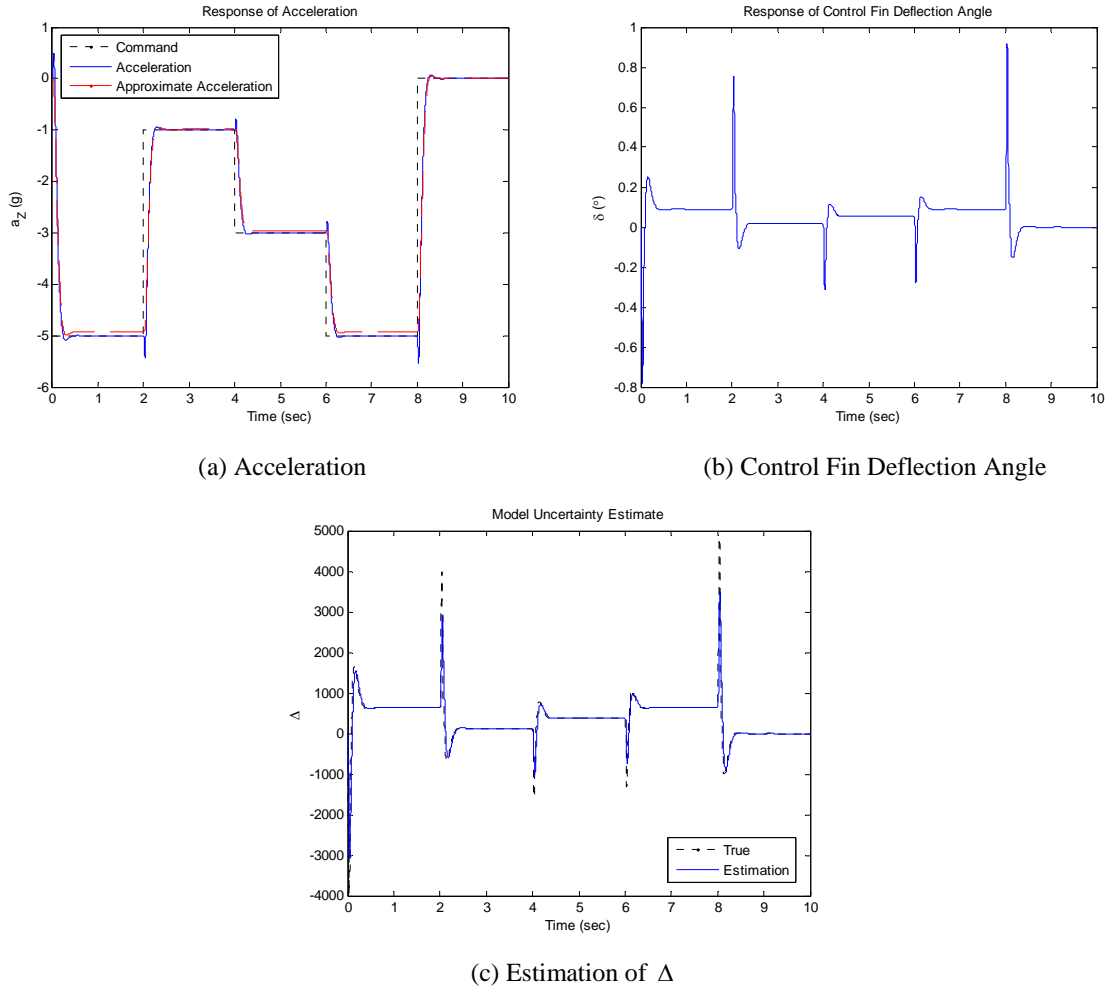 Response of Acceleration
Command
Acceleration
Approximate Acceleration
1
0
-1
-2
-3
-4
-5
-6
a_Z (g)
0 1 2 3 4 5 6 7 8 9 10
Time (sec)
(a) Acceleration
Response of Control Fin Deflection Angle
1
0.8
0.6
0.4
0.2
0
-0.2
-0.4
-0.6
-0.8
δ (°)
0 1 2 3 4 5 6 7 8 9 10
Time (sec)
(b) Control Fin Deflection Angle
Model Uncertainty Estimate
5000
4000
3000
2000
1000
0
-1000
-2000
-3000
-4000
Δ
True
Estimation
0 1 2 3 4 5 6 7 8 9 10
Time (sec)
(c) Estimation of Δ